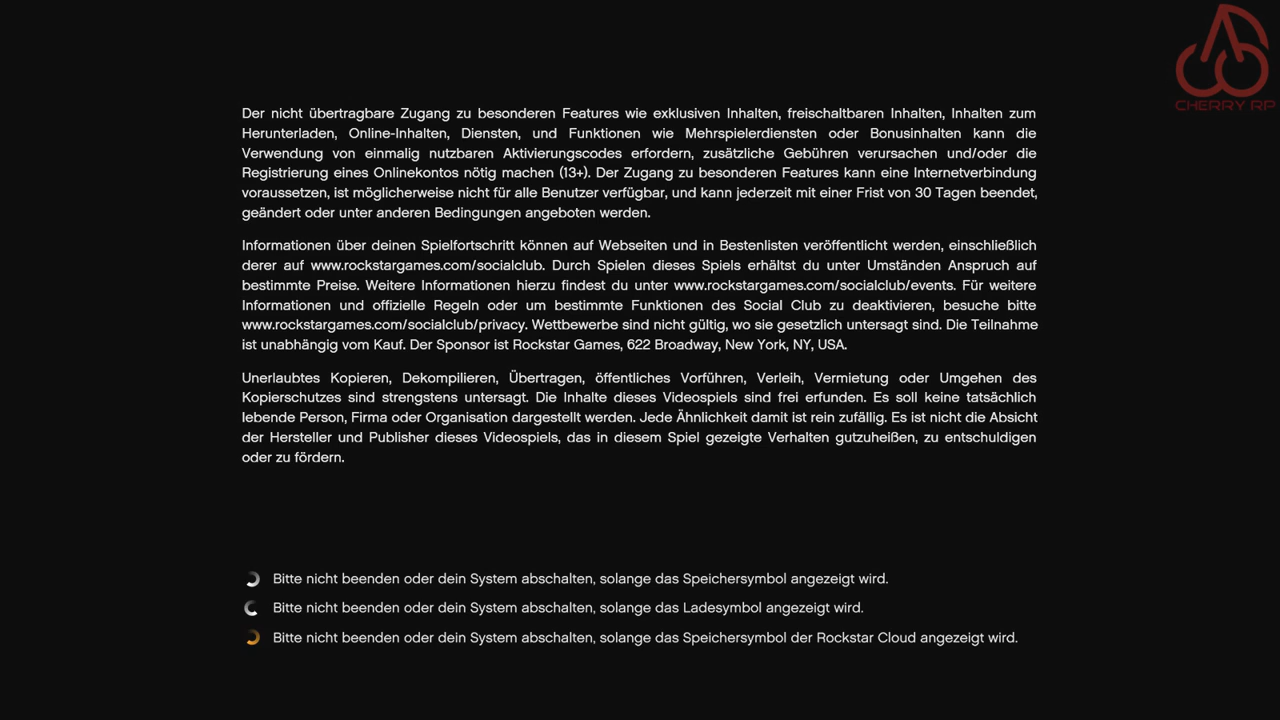 CHERRY RP
Der nicht übertragbare Zugang zu besonderen Features wie exklusiven Inhalten, freischaltbaren Inhalten, Inhalten zum
Herunterladen, Online-Inhalten, Diensten, und Funktionen wie Mehrspielerdiensten oder Bonusinhalten kann die
Verwendung von einmalig nutzbaren Aktivierungscodes erfordern, zusätzliche Gebühren verursachen und/oder die
Registrierung eines Onlinekontos nötig machen (13+). Der Zugang zu besonderen Features kann eine Internetverbindung
voraussetzen, ist möglicherweise nicht für alle Benutzer verfügbar, und kann jederzeit mit einer Frist von 30 Tagen beendet,
geändert oder unter anderen Bedingungen angeboten werden.
Informationen über deinen Spielfortschritt können auf Webseiten und in Bestenlisten veröffentlicht werden, einschließlich
derer auf www.rockstargames.com/socialclub. Durch Spielen dieses Spiels erhältst du unter Umständen Anspruch auf
bestimmte Preise. Weitere Informationen hierzu findest du unter www.rockstargames.com/socialclub/events. Für weitere
Informationen und offizielle Regeln oder um bestimmte Funktionen des Social Club zu deaktivieren, besuche bitte
www.rockstargames.com/socialclub/privacy. Wettbewerbe sind nicht gültig, wo sie gesetzlich untersagt sind. Die Teilnahme
ist unabhängig vom Kauf. Der Sponsor ist Rockstar Games, 622 Broadway, New York, NY, USA.
Unerlaubtes Kopieren, Dekompilieren, Übertragen, öffentliches Vorführen, Verleih, Vermietung oder Umgehen des
Kopierschutzes sind strengstens untersagt. Die Inhalte dieses Videospiels sind frei erfunden. Es soll keine tatsächlich
lebende Person, Firma oder Organisation dargestellt werden. Jede Ähnlichkeit damit ist rein zufällig. Es ist nicht die Absicht
der Hersteller und Publisher dieses Videospiels, das in diesem Spiel gezeigte Verhalten gutzuheißen, zu entschuldigen
oder zu fördern.
Bitte nicht beenden oder dein System abschalten, solange das Speichersymbol angezeigt wird.
Bitte nicht beenden oder dein System abschalten, solange das Ladesymbol angezeigt wird.
Bitte nicht beenden oder dein System abschalten, solange das Speichersymbol der Rockstar Cloud angezeigt wird.